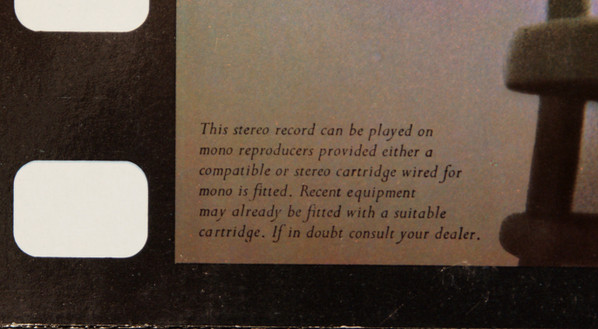 This stereo record can be played on
mono reproducers provided either a
compatible or stereo cartridge wired for
mono is fitted. Recent equipment
may already be fitted with a suitable
cartridge. If in doubt consult your dealer.